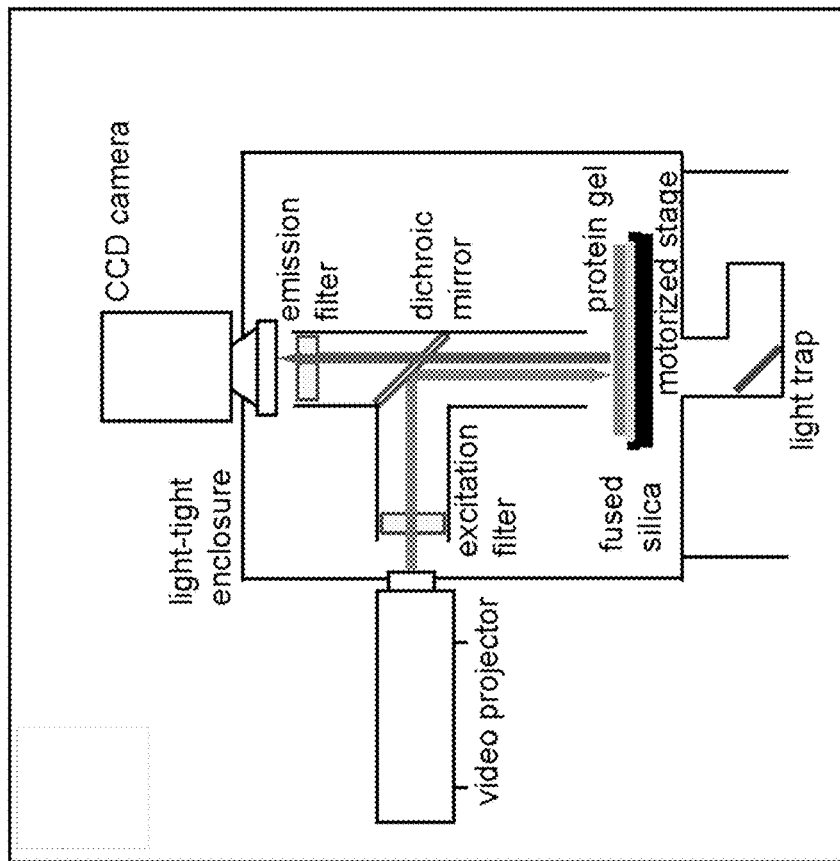 CCD camera
light-tight
enclosure
emission
filter
dichroic
mirror
excitation
filter
video projector
protein gel
fused
silica
motorized stage
light trap